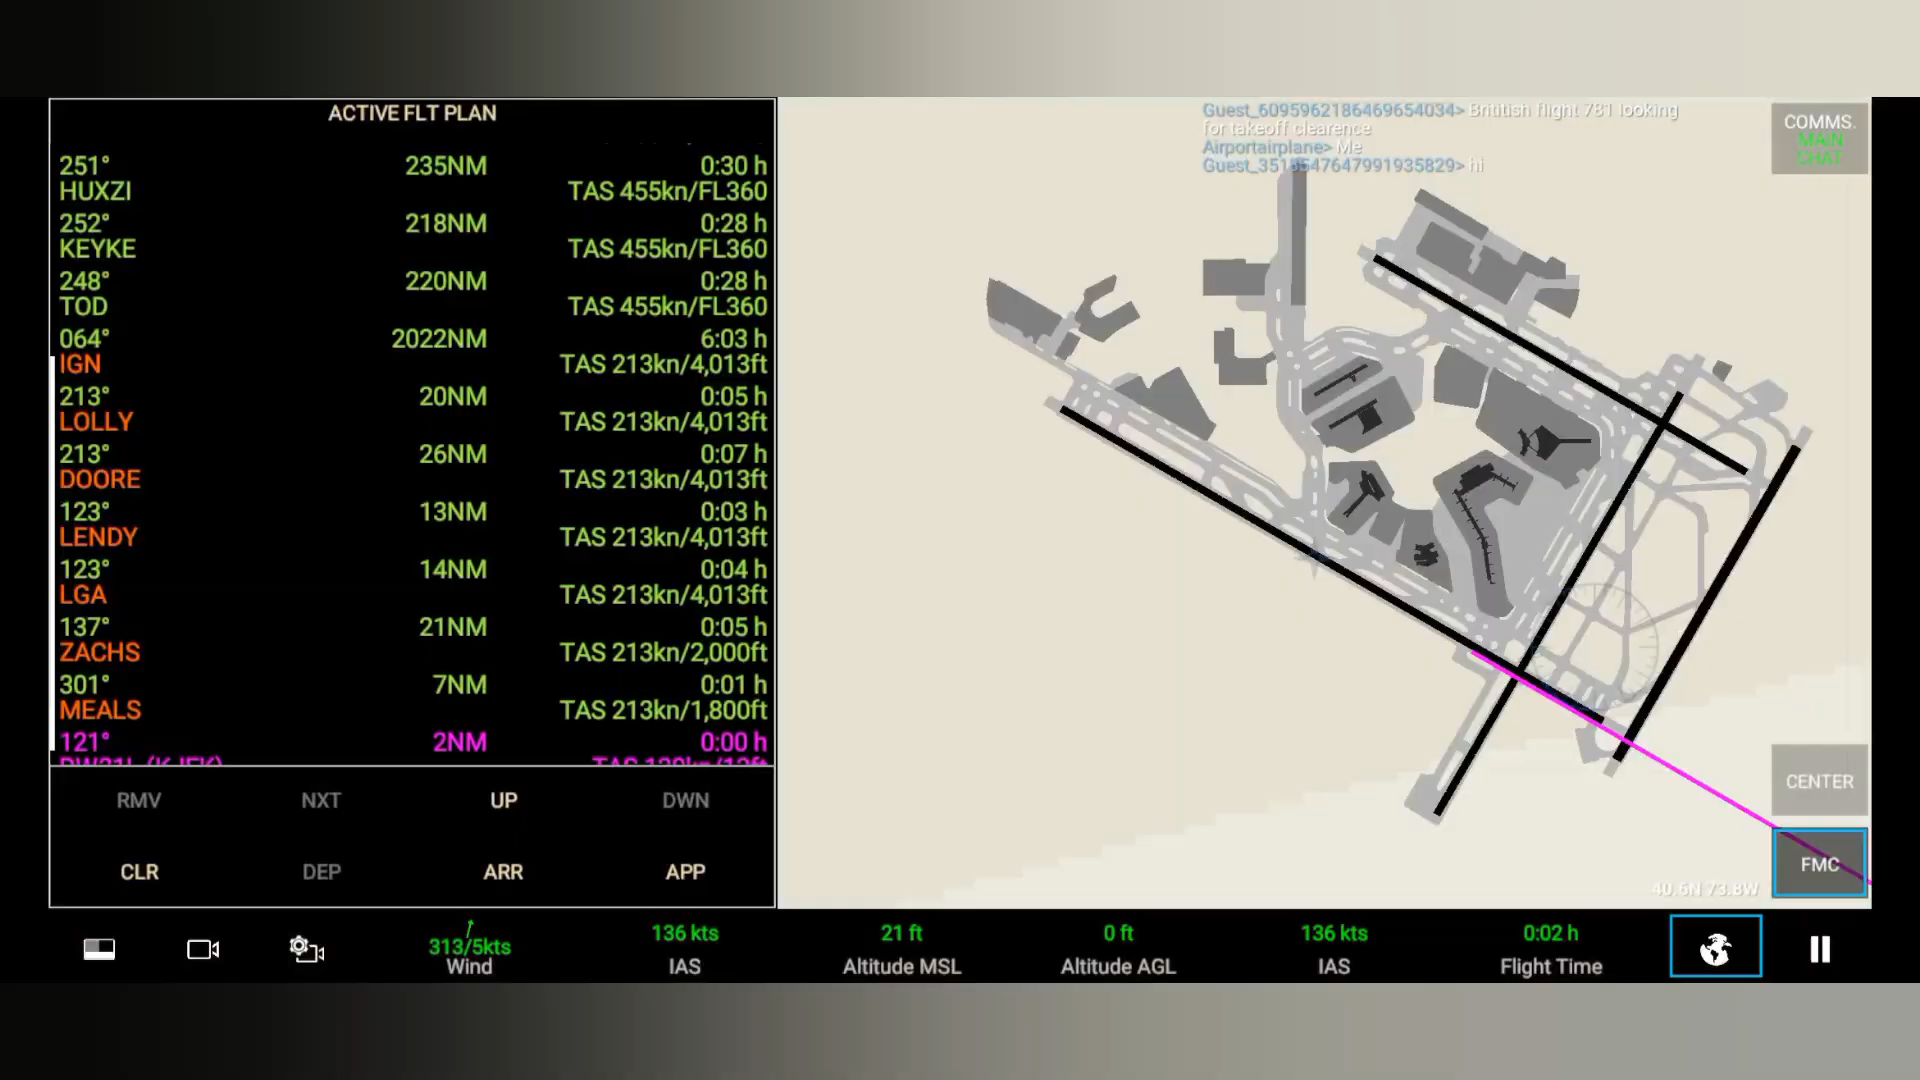 ACTIVE FLT PLAN
251° 235NM 0:30 h
HUXZI TAS 455kn/FL360
252° 218NM 0:28 h
KEYKE TAS 455kn/FL360
248° 220NM 0:28 h
TOD TAS 455kn/FL360
064° 2022NM 6:03 h
IGN TAS 213kn/4,013ft
213° 20NM 0:05 h
LOLLY TAS 213kn/4,013ft
213° 26NM 0:07 h
DOORE TAS 213kn/4,013ft
123° 13NM 0:03 h
LENDY TAS 213kn/4,013ft
123° 14NM 0:04 h
LGA TAS 213kn/4,013ft
137° 21NM 0:05 h
ZACHS TAS 213kn/2,000ft
301° 7NM 0:01 h
MEALS TAS 213kn/1,800ft
121° 2NM 0:00 h
RMV NXT UP DWN
CLR DEP ARR APP
Guest_6095962186469654034> Brititish flight 781 looking
for takeoff clearence
Airportairplane> Me
hi
COMMS.
MAIN
CHAT
CENTER
FMC
40.6N 73.8W
313/5kts
Wind
136 kts
IAS
21 ft
Altitude MSL
0 ft
Altitude AGL
136 kts
IAS
0:02 h
Flight Time